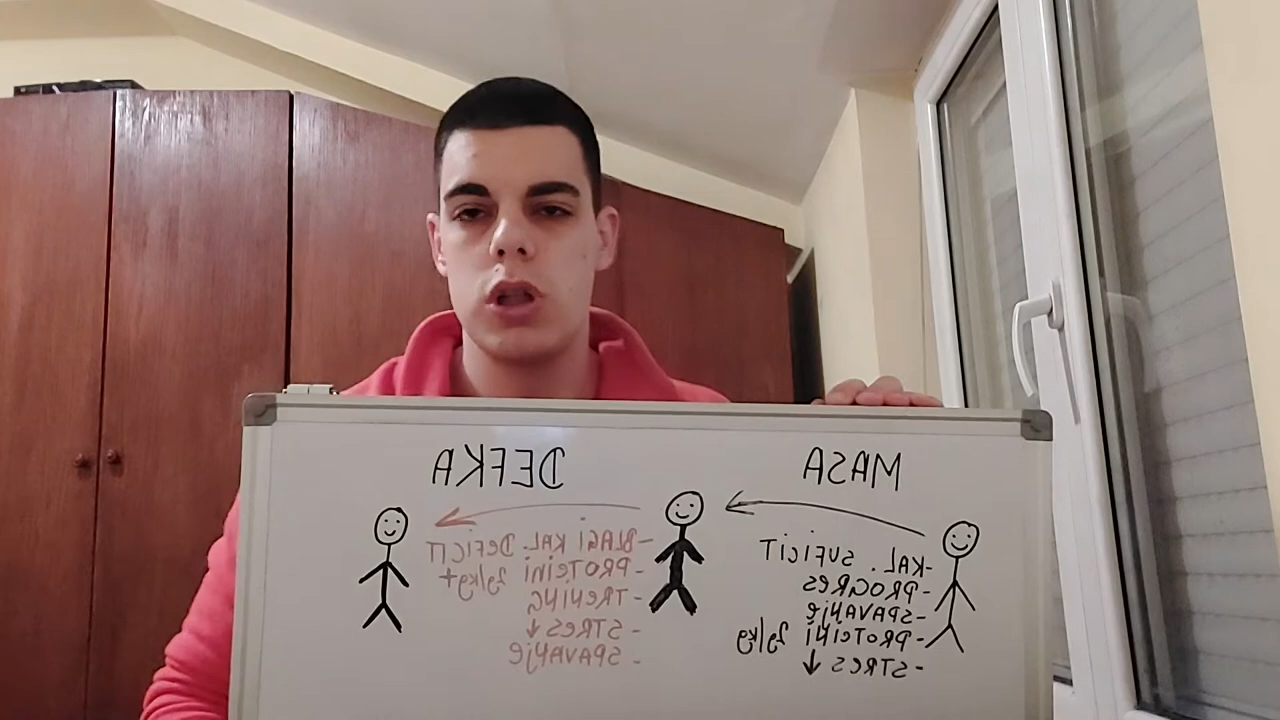 MASA
-KAL. SUFICIT
-PROGRES
-SPAVANJE
-PROTEINI 2g/kg
-STRES ↓
DEFKA
-BLAGI KAL. DEFICIT
-PROTEINI 2g/kg+
-TRENING
-STRES ↓
-SPAVANJE